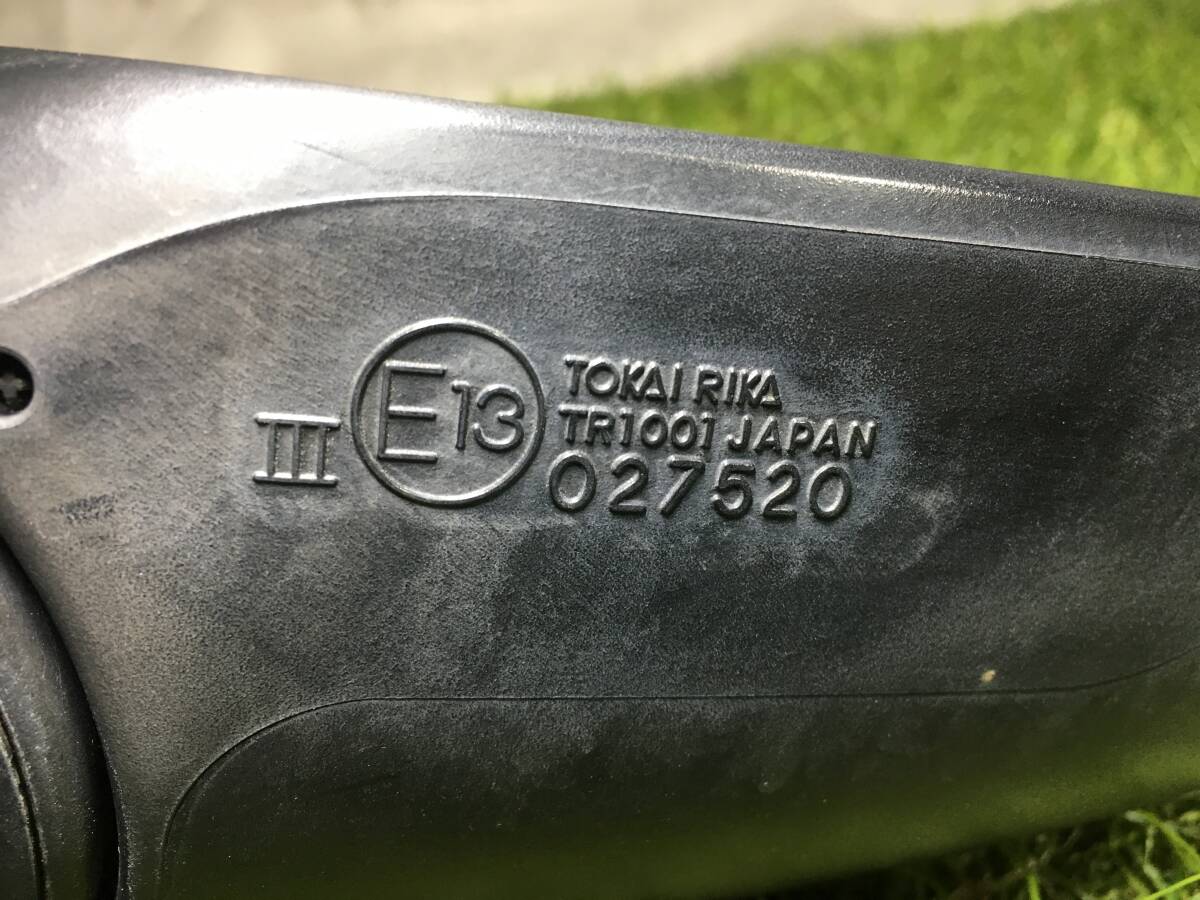 III E13 TOKAI RIKA
TR1001 JAPAN
027520